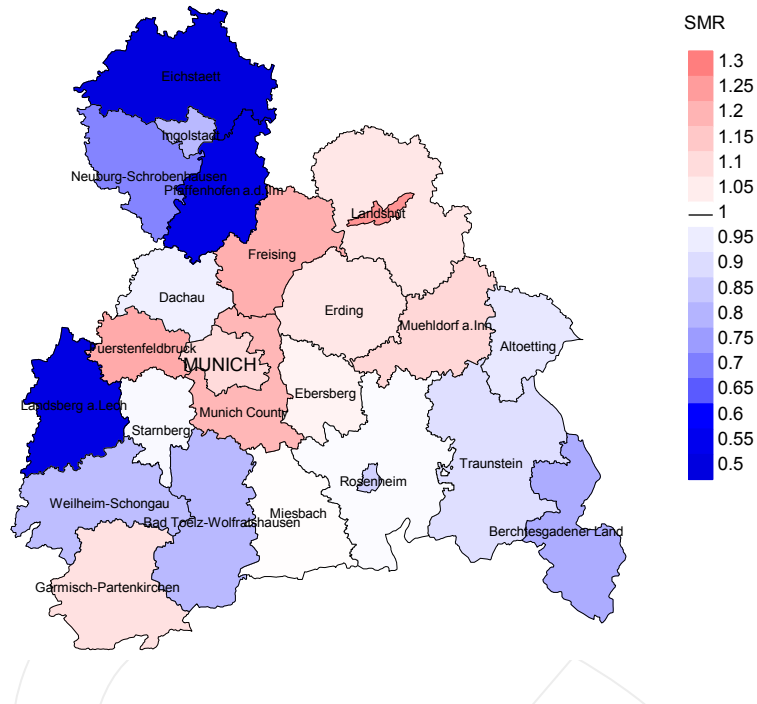 SMR
1.3
1.25
1.2
1.15
1.1
1.05
1
0.95
0.9
0.85
0.8
0.75
0.7
0.65
0.6
0.55
0.5
Eichstaett
Ingolstadt
Neuburg-Schrobenhausen
Pfaffenhofen a.d.Ilm
Landshut
Freising
Dachau
Erding
Muehldorf a.Inn
Altoetting
Fuerstenfeldbruck
MUNICH
Ebersberg
Landsberg a.Lech
Munich County
Starnberg
Traunstein
Rosenheim
Weilheim-Schongau
Miesbach
Bad Toelz-Wolfratshausen
Berchtesgadener Land
Garmisch-Partenkirchen